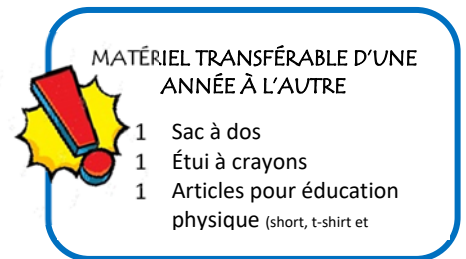 MATÉRIEL TRANSFÉRABLE D'UNE
ANNÉE À L'AUTRE
1 Sac à dos
1 Étui à crayons
1 Articles pour éducation
physique (short, t-shirt et